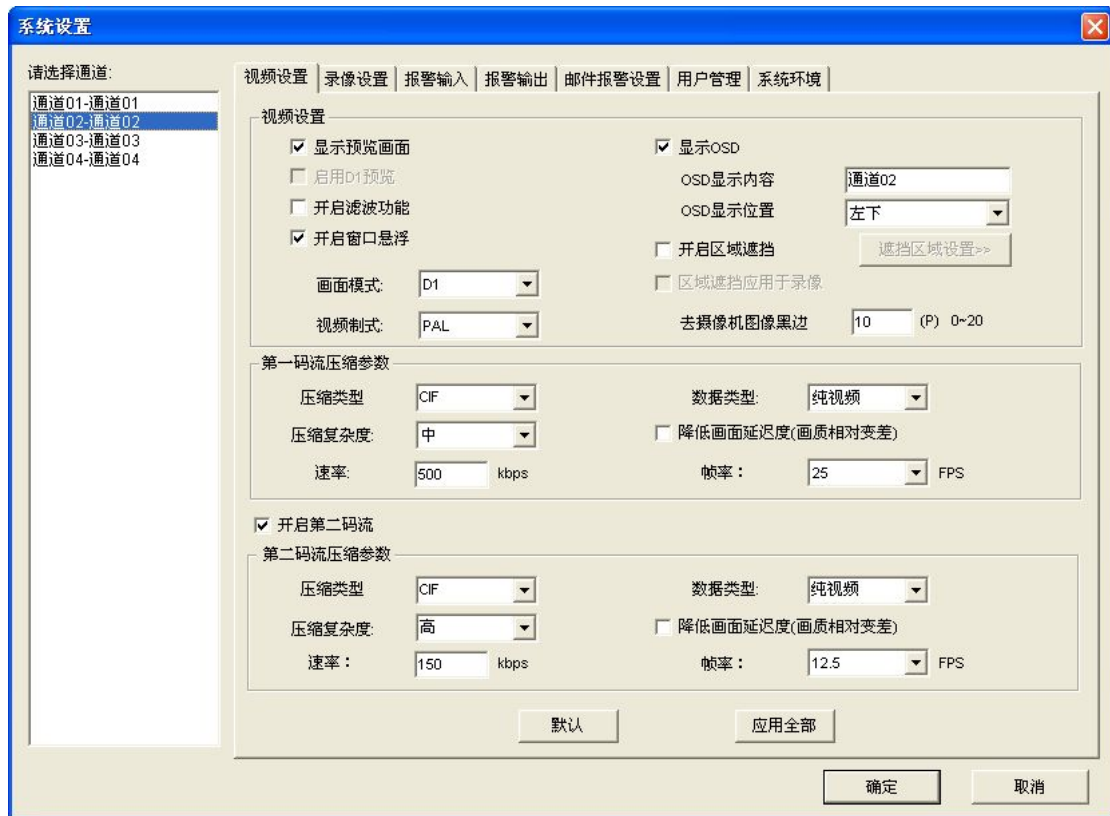 系统设置
请选择通道:
通道01-通道01
通道02-通道02
通道03-通道03
通道04-通道04
视频设置 录像设置 报警输入 报警输出 邮件报警设置 用户管理 系统环境
视频设置
显示预览画面 显示OSD
启用D1预览 OSD显示内容 通道02
开启滤波功能 OSD显示位置 左下
开启窗口悬浮 开启区域遮挡 遮挡区域设置>>
画面模式: D1 区域遮挡应用于录像
视频制式: PAL 去摄像机图像黑边 10 (P) 0~20
第一码流压缩参数
压缩类型 CIF 数据类型: 纯视频
压缩复杂度: 中 降低画面延迟度(画质相对变差)
速率: 500 kbps 帧率： 25 FPS
开启第二码流
第二码流压缩参数
压缩类型 CIF 数据类型: 纯视频
压缩复杂度: 高 降低画面延迟度(画质相对变差)
速率： 150 kbps 帧率： 12.5 FPS
默认 应用全部
确定 取消